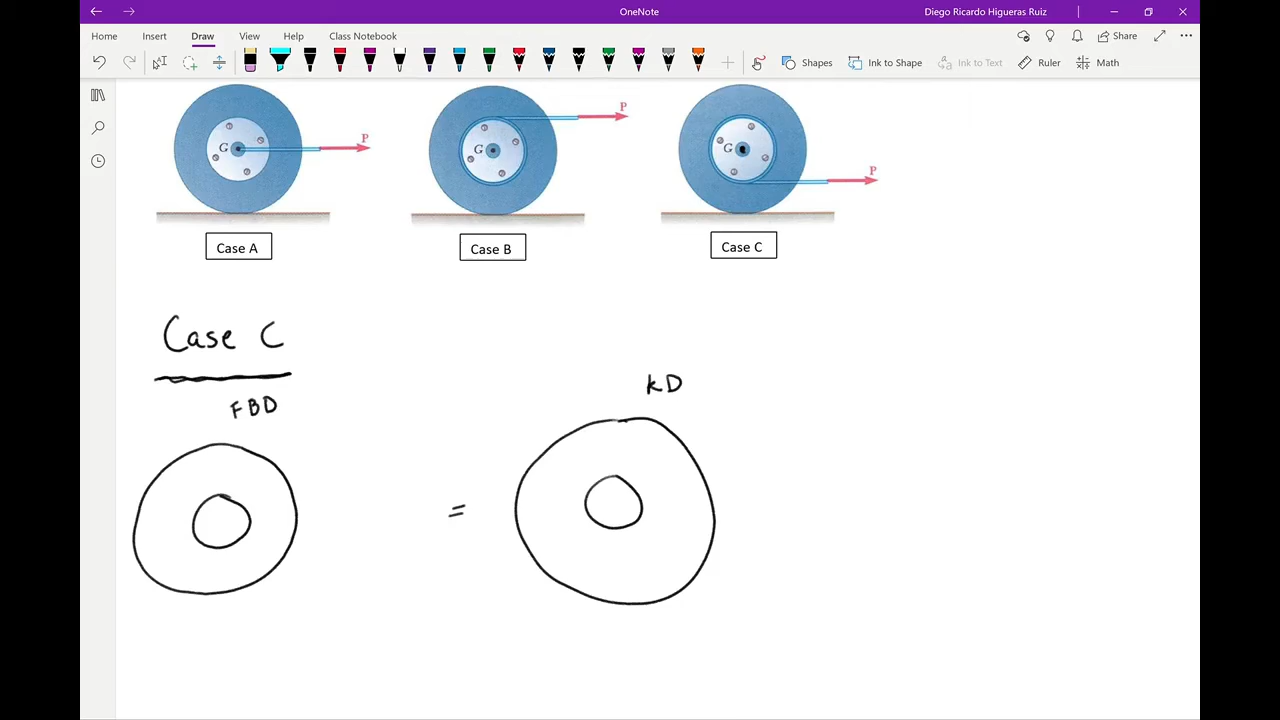 OneNote
Diego Ricardo Higueras Ruiz
Home Insert Draw View Help Class Notebook
Share
Shapes Ink to Shape Ink to Text Ruler Math
P
P
P
G
G
G
Case A
Case B
Case C
Case C
FBD
KD
=